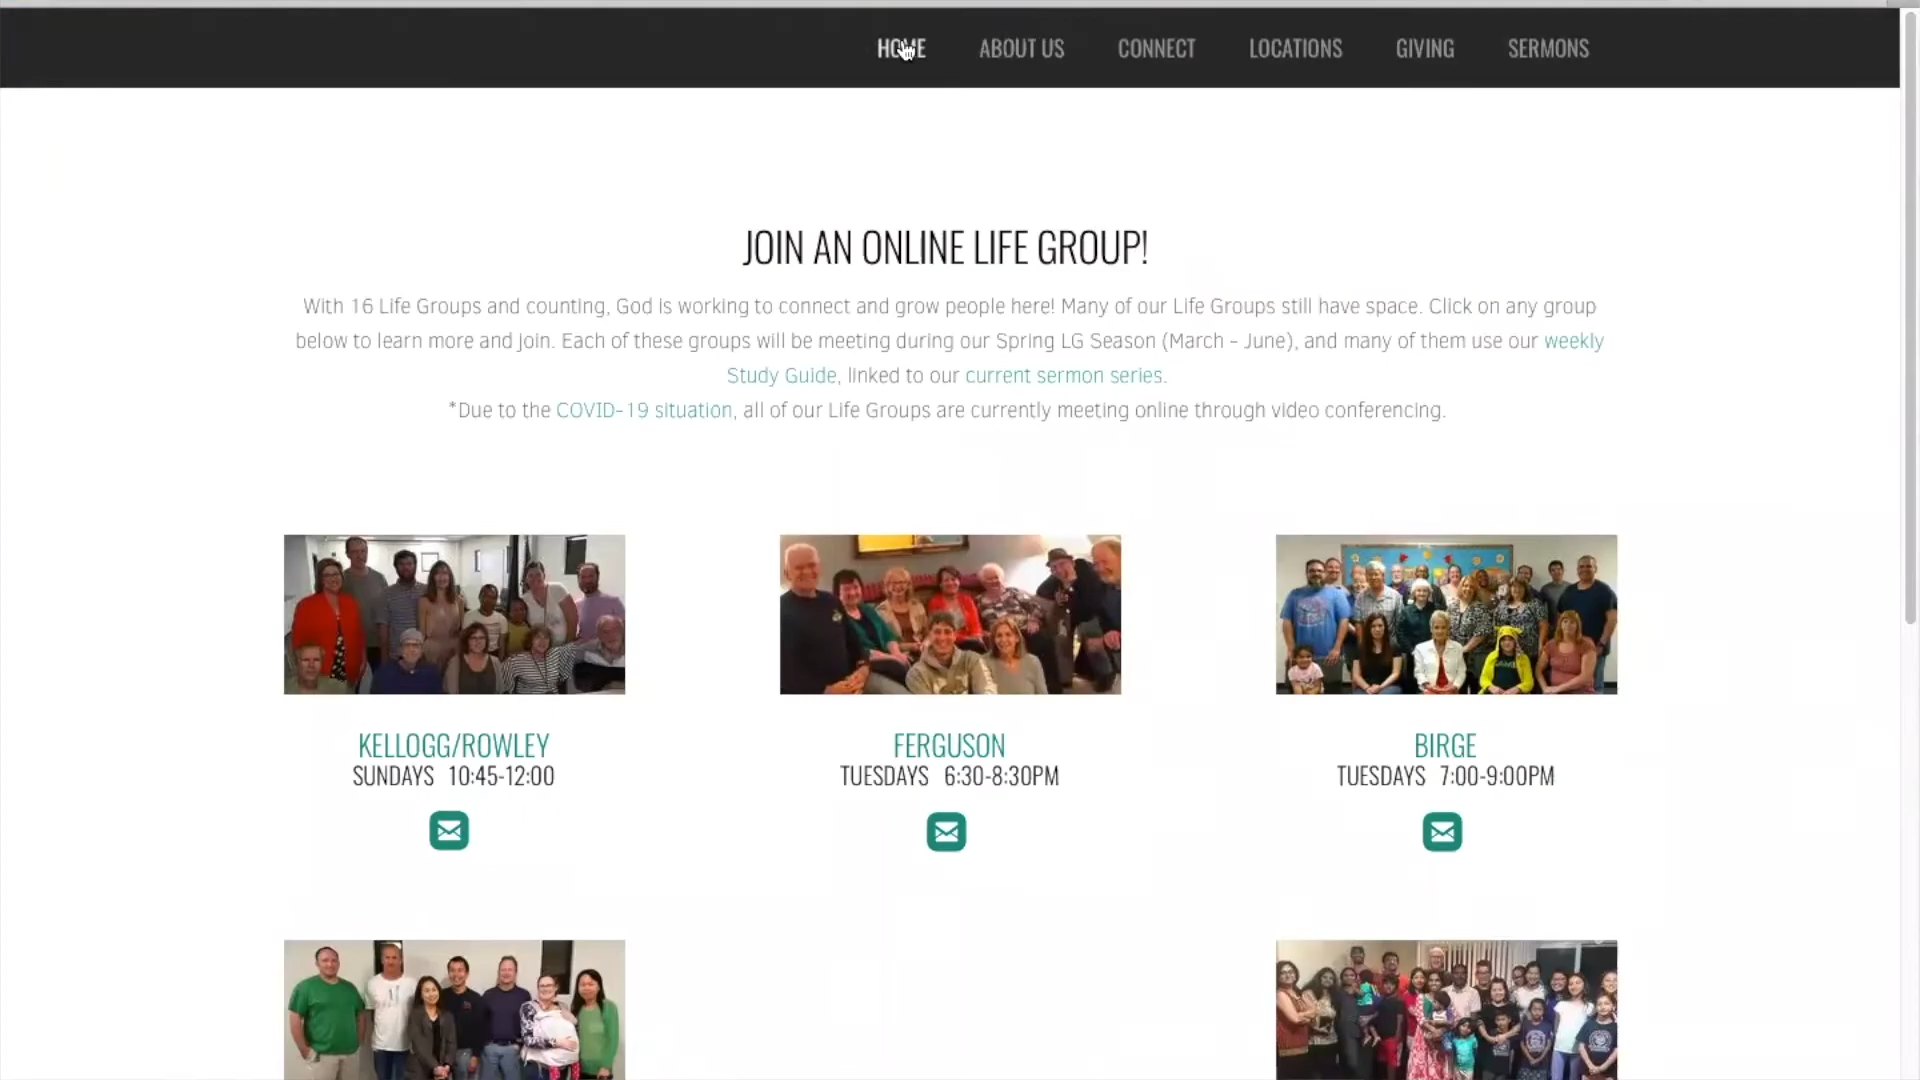 HOME ABOUT US CONNECT LOCATIONS GIVING SERMONS
JOIN AN ONLINE LIFE GROUP!
With 16 Life Groups and counting, God is working to connect and grow people here! Many of our Life Groups still have space. Click on any group
below to learn more and join. Each of these groups will be meeting during our Spring LG Season (March - June), and many of them use our weekly
Study Guide, linked to our current sermon series.
*Due to the COVID-19 situation, all of our Life Groups are currently meeting online through video conferencing.
KELLOGG/ROWLEY
SUNDAYS 10:45-12:00
FERGUSON
TUESDAYS 6:30-8:30PM
BIRGE
TUESDAYS 7:00-9:00PM